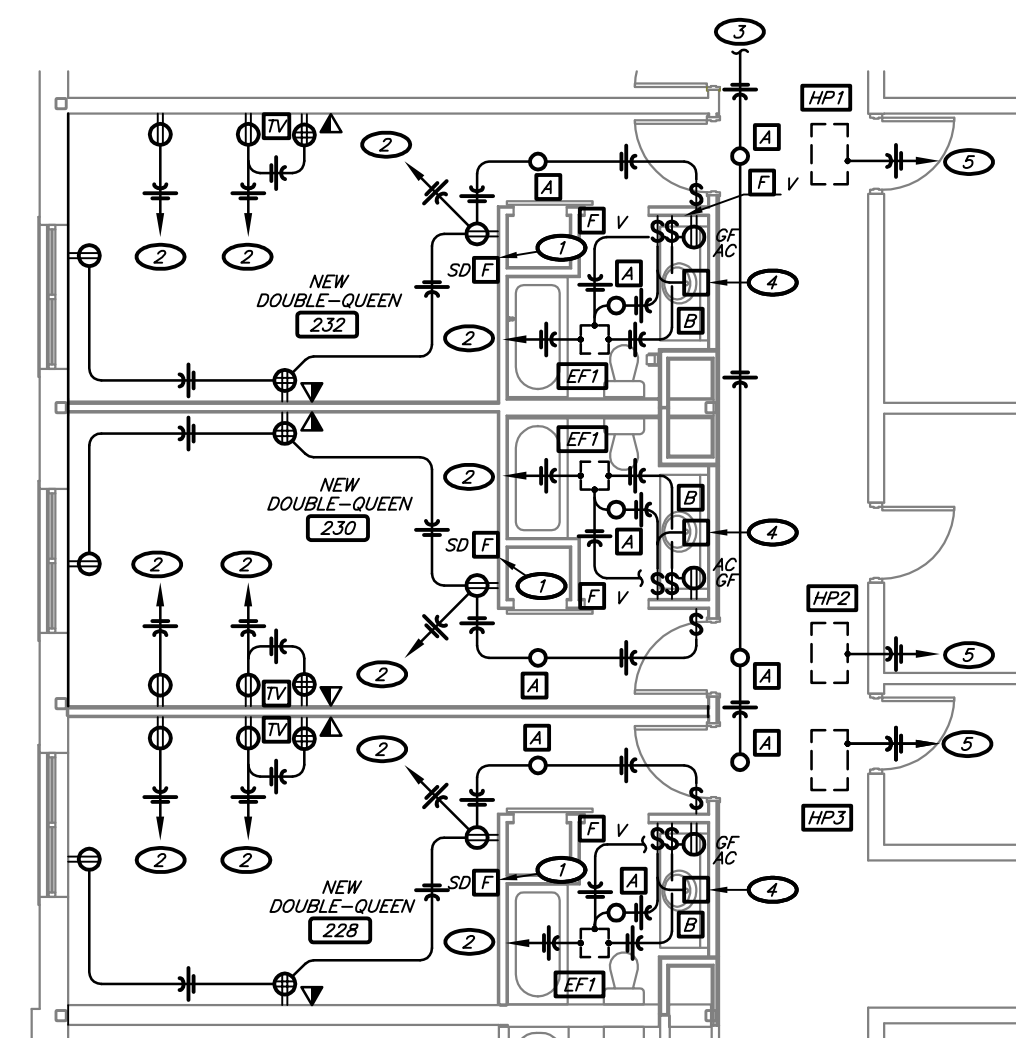 3
HP1
TV
A
2
5
A
F V
F V
$
$$
GF
AC
2
2
1
SD F
A
4
NEW
DOUBLE-QUEEN
232
B
2
EF1
EF1
2
NEW
DOUBLE-QUEEN
230
B
SD F
A
4
2
2
1
AC
GF
$$
F V
HP2
$
2
A
A
5
TV
TV
2
A
A
5
$
HP3
F V
$$
GF
AC
2
2
1
SD F
A
4
NEW
DOUBLE-QUEEN
228
B
2
EF1